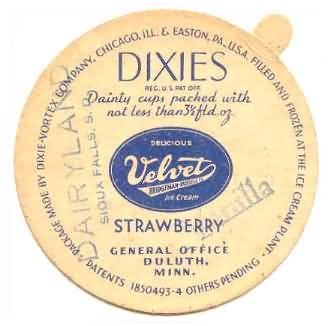 PACKAGE MADE BY DIXIE-VORTEX COMPANY, CHICAGO, ILL. & EASTON, PA., U.S.A. FILLED AND FROZEN AT THE ICE CREAM PLANT.
DIXIES
REG. U.S. PAT. OFF.
Dainty cups packed with
not less than 3½ fld. oz.
DELICIOUS
Velvet
Ice Cream
STRAWBERRY
GENERAL OFFICE
DULUTH,
MINN.
PATENTS 1850493-4 OTHERS PENDING
DAIRYLAND
SIOUX FALLS, S.
Vanilla